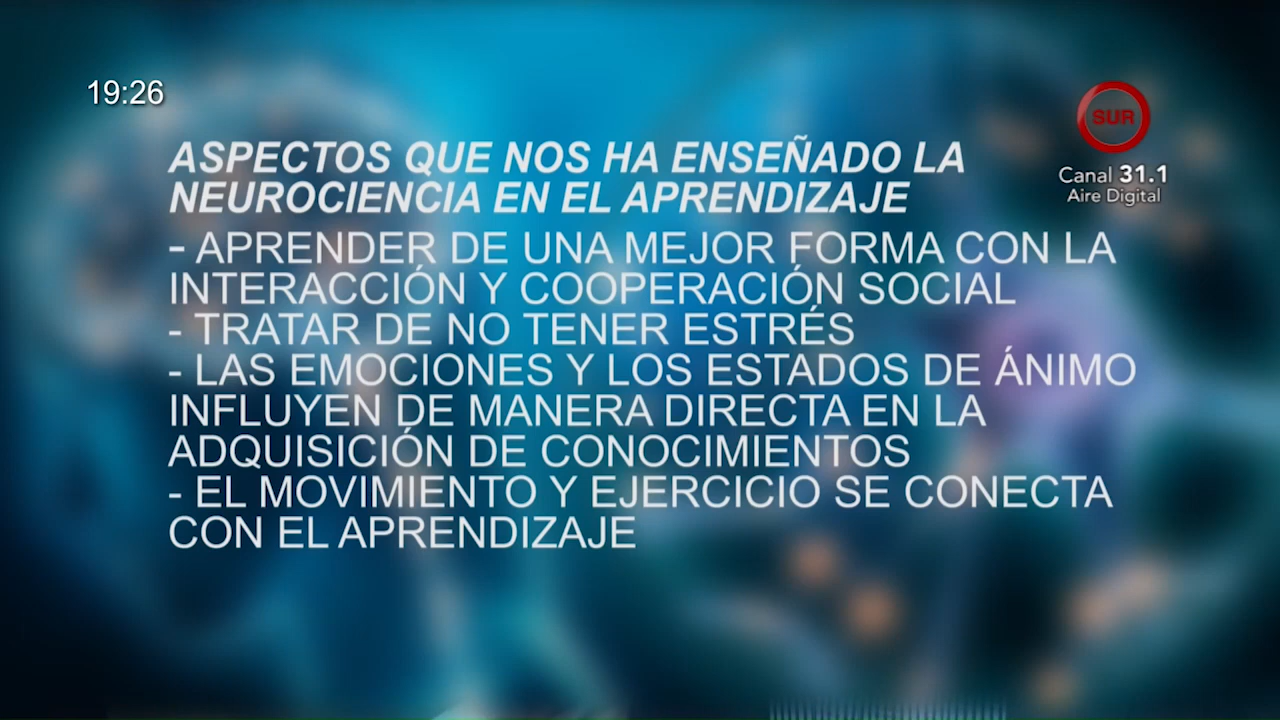 19:26
SUR
Canal 31.1
Aire Digital
ASPECTOS QUE NOS HA ENSEÑADO LA
NEUROCIENCIA EN EL APRENDIZAJE
- APRENDER DE UNA MEJOR FORMA CON LA
INTERACCIÓN Y COOPERACIÓN SOCIAL
- TRATAR DE NO TENER ESTRÉS
- LAS EMOCIONES Y LOS ESTADOS DE ÁNIMO
INFLUYEN DE MANERA DIRECTA EN LA
ADQUISICIÓN DE CONOCIMIENTOS
- EL MOVIMIENTO Y EJERCICIO SE CONECTA
CON EL APRENDIZAJE